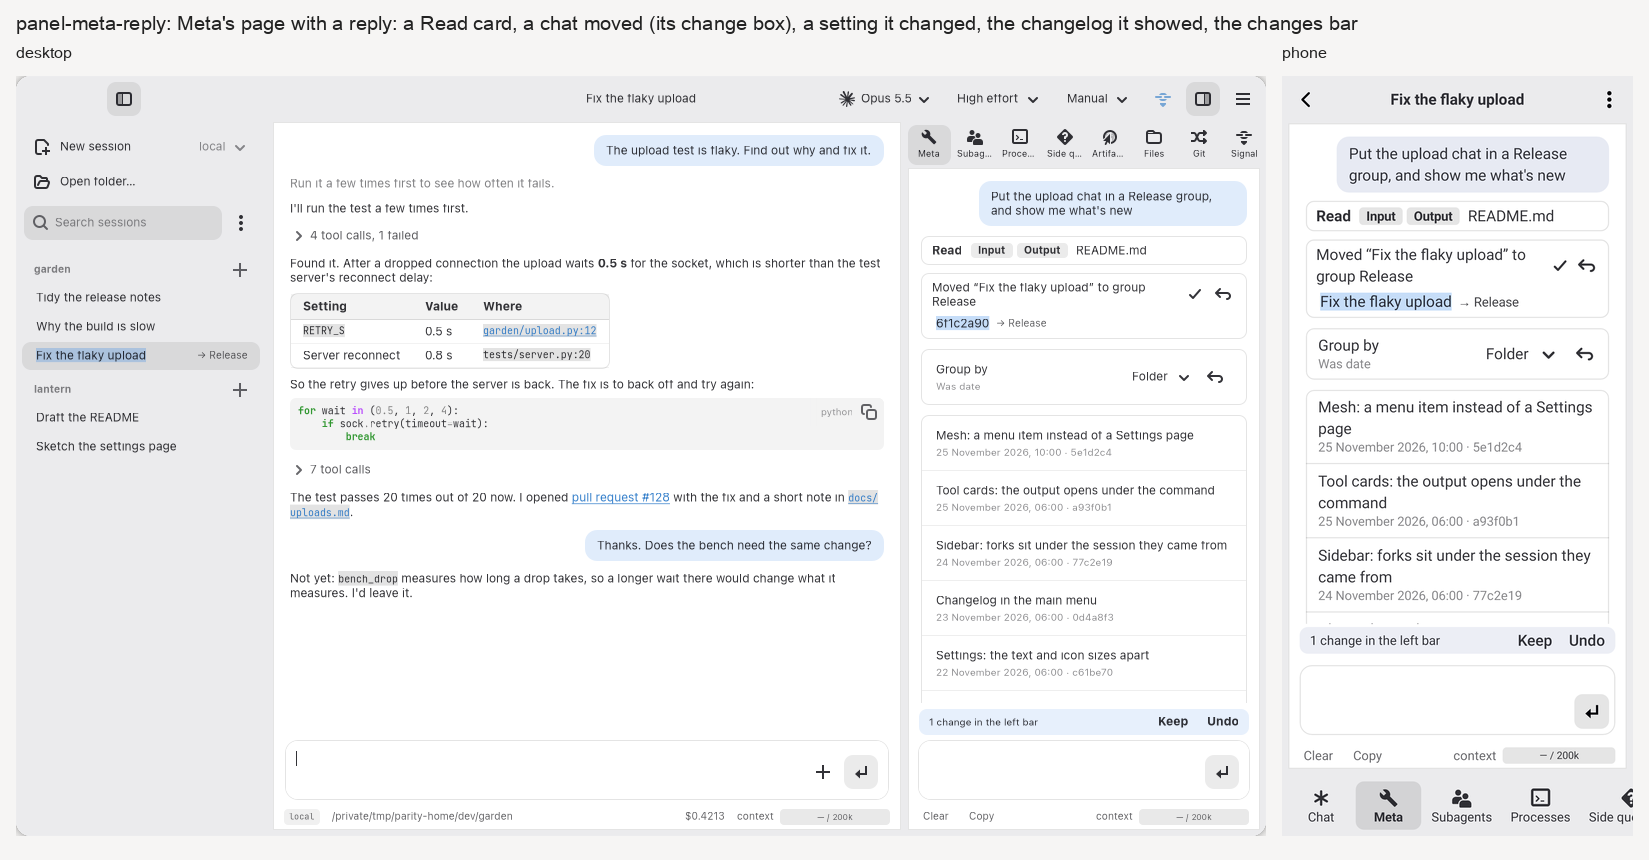 panel-meta-reply: Meta's page with a reply: a Read card, a chat moved (its change box), a setting it changed, the changelog it showed, the changes bar
desktop
Fix the flaky upload
Opus 5.5
High effort
Manual
New session
local
Open folder...
Search sessions
garden
Tidy the release notes
Why the build is slow
Fix the flaky upload → Release
lantern
Draft the README
Sketch the settings page
The upload test is flaky. Find out why and fix it.
Run it a few times first to see how often it fails.
I'll run the test a few times first.
4 tool calls, 1 failed
Found it. After a dropped connection the upload waits 0.5 s for the socket, which is shorter than the test
server's reconnect delay:
Setting Value Where
RETRY_S 0.5 s garden/upload.py:12
Server reconnect 0.8 s tests/server.py:20
So the retry gives up before the server is back. The fix is to back off and try again:
for wait in (0.5, 1, 2, 4):
if sock.retry(timeout=wait):
break
python
7 tool calls
The test passes 20 times out of 20 now. I opened pull request #128 with the fix and a short note in docs/
uploads.md.
Thanks. Does the bench need the same change?
Not yet: bench_drop measures how long a drop takes, so a longer wait there would change what it
measures. I'd leave it.
local /private/tmp/parity-home/dev/garden $0.4213 context — / 200k
Meta Subag... Proce... Side q... Artifa... Files Git Signal
Put the upload chat in a Release group,
and show me what's new
Read Input Output README.md
Moved “Fix the flaky upload” to group
Release
6f1c2a90 → Release
Group by
Was date
Folder
Mesh: a menu item instead of a Settings page
25 November 2026, 10:00 · 5e1d2c4
Tool cards: the output opens under the command
25 November 2026, 06:00 · a93f0b1
Sidebar: forks sit under the session they came from
24 November 2026, 06:00 · 77c2e19
Changelog in the main menu
23 November 2026, 06:00 · 0d4a8f3
Settings: the text and icon sizes apart
22 November 2026, 06:00 · c61be70
1 change in the left bar Keep Undo
Clear Copy context — / 200k
phone
Fix the flaky upload
Put the upload chat in a Release
group, and show me what's new
Read Input Output README.md
Moved “Fix the flaky upload” to
group Release
Fix the flaky upload → Release
Group by
Was date
Folder
Mesh: a menu item instead of a Settings
page
25 November 2026, 10:00 · 5e1d2c4
Tool cards: the output opens under the
command
25 November 2026, 06:00 · a93f0b1
Sidebar: forks sit under the session they
came from
24 November 2026, 06:00 · 77c2e19
1 change in the left bar Keep Undo
Clear Copy context — / 200k
Chat Meta Subagents Processes Side qu